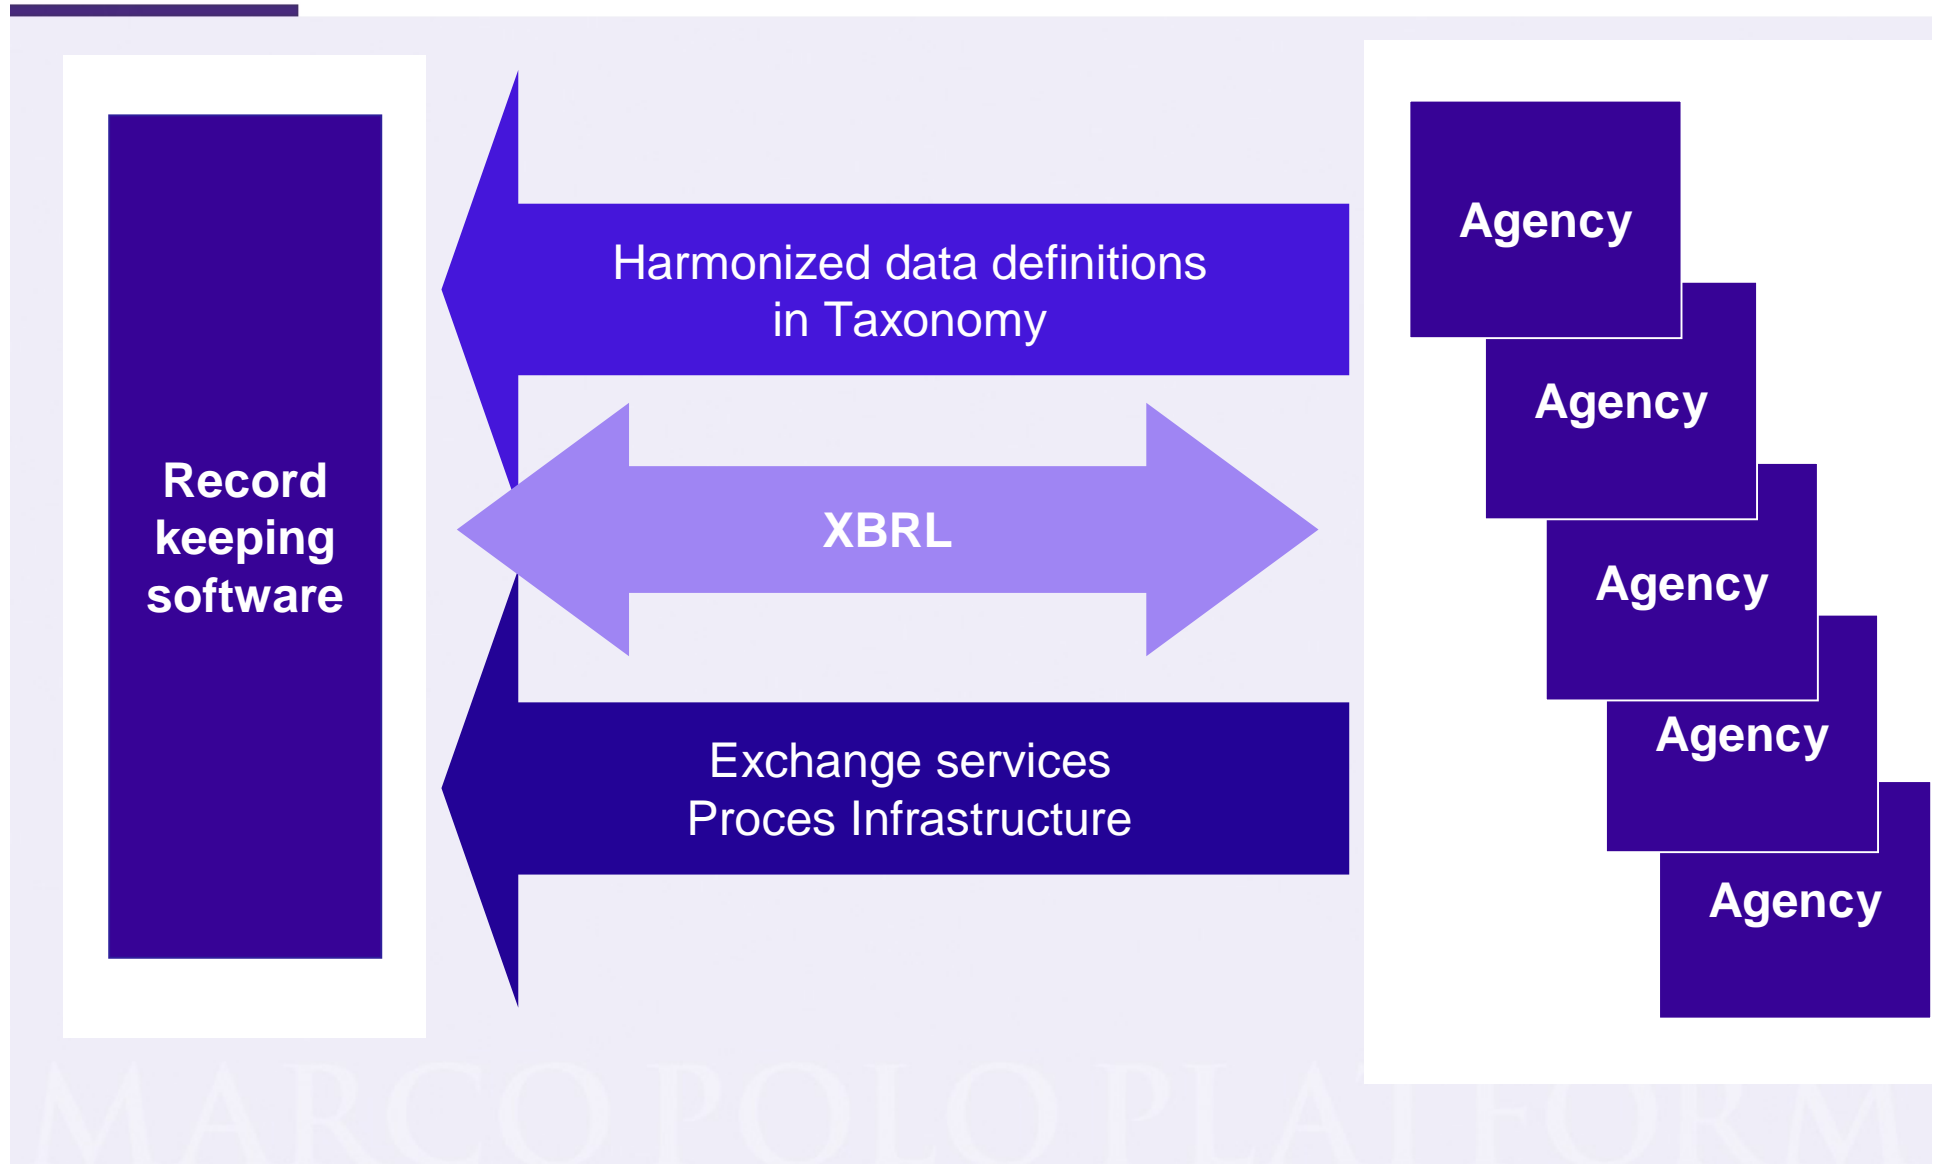 Record
keeping
software
Harmonized data definitions
in Taxonomy
XBRL
Exchange services
Proces Infrastructure
Agency
Agency
Agency
Agency
Agency
MARCO POLO PLATFORM